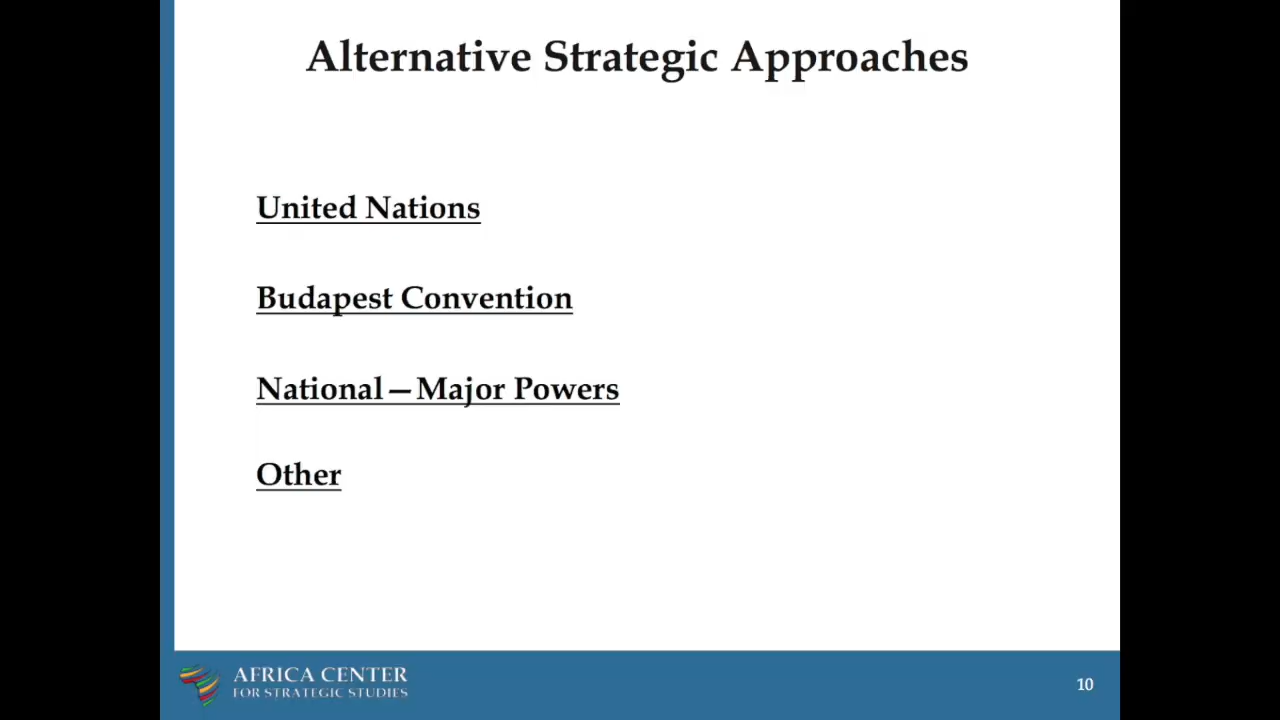 Alternative Strategic Approaches
United Nations
Budapest Convention
National—Major Powers
Other
AFRICA CENTER
FOR STRATEGIC STUDIES
10